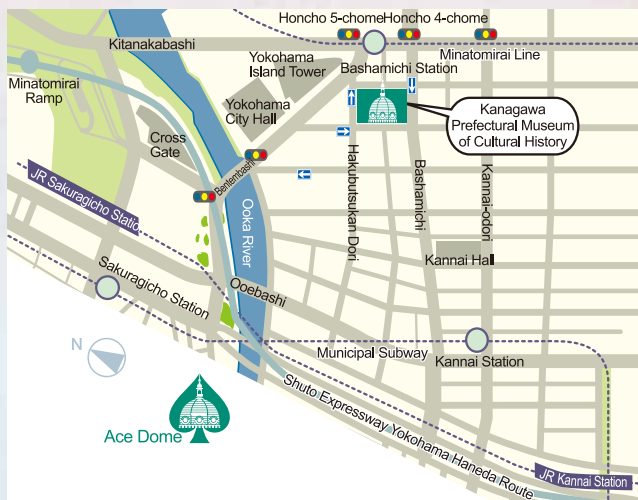 Honcho 5-chome
Honcho 4-chome
Kitanakabashi
Minatomirai Line
Yokohama
Island Tower
Bashamichi Station
Minatomirai
Ramp
Yokohama
City Hall
Kanagawa
Prefectural Museum
of Cultural History
Cross
Gate
Bentembashi
Hakubutsukan Dori
Bashamichi
Kannai-odori
JR Sakuragicho Station
Ooka River
Kannai Hall
Sakuragicho Station
Ooebashi
N
Municipal Subway
Kannai Station
Shuto Expressway Yokohama Haneda Route
Ace Dome
JR Kannai Station